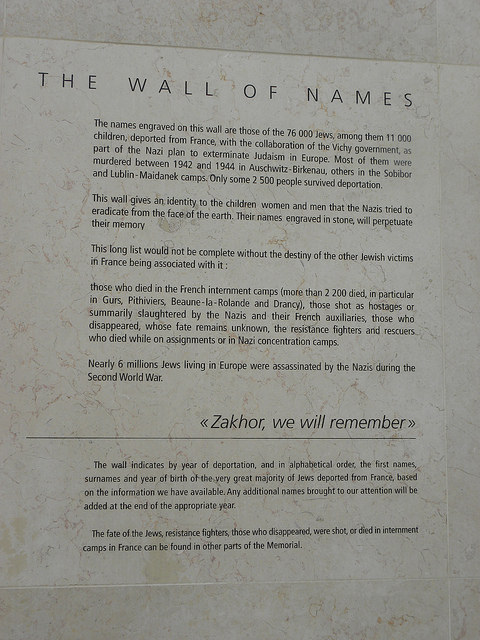 THE WALL OF NAMES
The names engraved on this wall are those of the 76 000 Jews, among them 11 000
children, deported from France, with the collaboration of the Vichy government, as
part of the Nazi plan to exterminate Judaism in Europe. Most of them were
murdered between 1942 and 1944 in Auschwitz-Birkenau, others in the Sobibor
and Lublin-Maidanek camps. Only some 2 500 people survived deportation.
This wall gives an identity to the children women and men that the Nazis tried to
eradicate from the face of the earth. Their names engraved in stone, will perpetuate
their memory
This long list would not be complete without the destiny of the other Jewish victims
in France being associated with it :
those who died in the French internment camps (more than 2 200 died, in particular
in Gurs, Pithiviers, Beaune-la-Rolande and Drancy), those shot as hostages or
summarily slaughtered by the Nazis and their French auxiliaries, those who
disappeared, whose fate remains unknown, the resistance fighters and rescuers
who died while on assignments or in Nazi concentration camps.
Nearly 6 millions Jews living in Europe were assassinated by the Nazis during the
Second World War.
« Zakhor, we will remember »
The wall indicates by year of deportation, and in alphabetical order, the first names,
surnames and year of birth of the very great majority of Jews deported from France, based
on the information we have available. Any additional names brought to our attention will be
added at the end of the appropriate year.
The fate of the Jews, resistance fighters, those who disappeared, were shot, or died in internment
camps in France can be found in other parts of the Memorial.